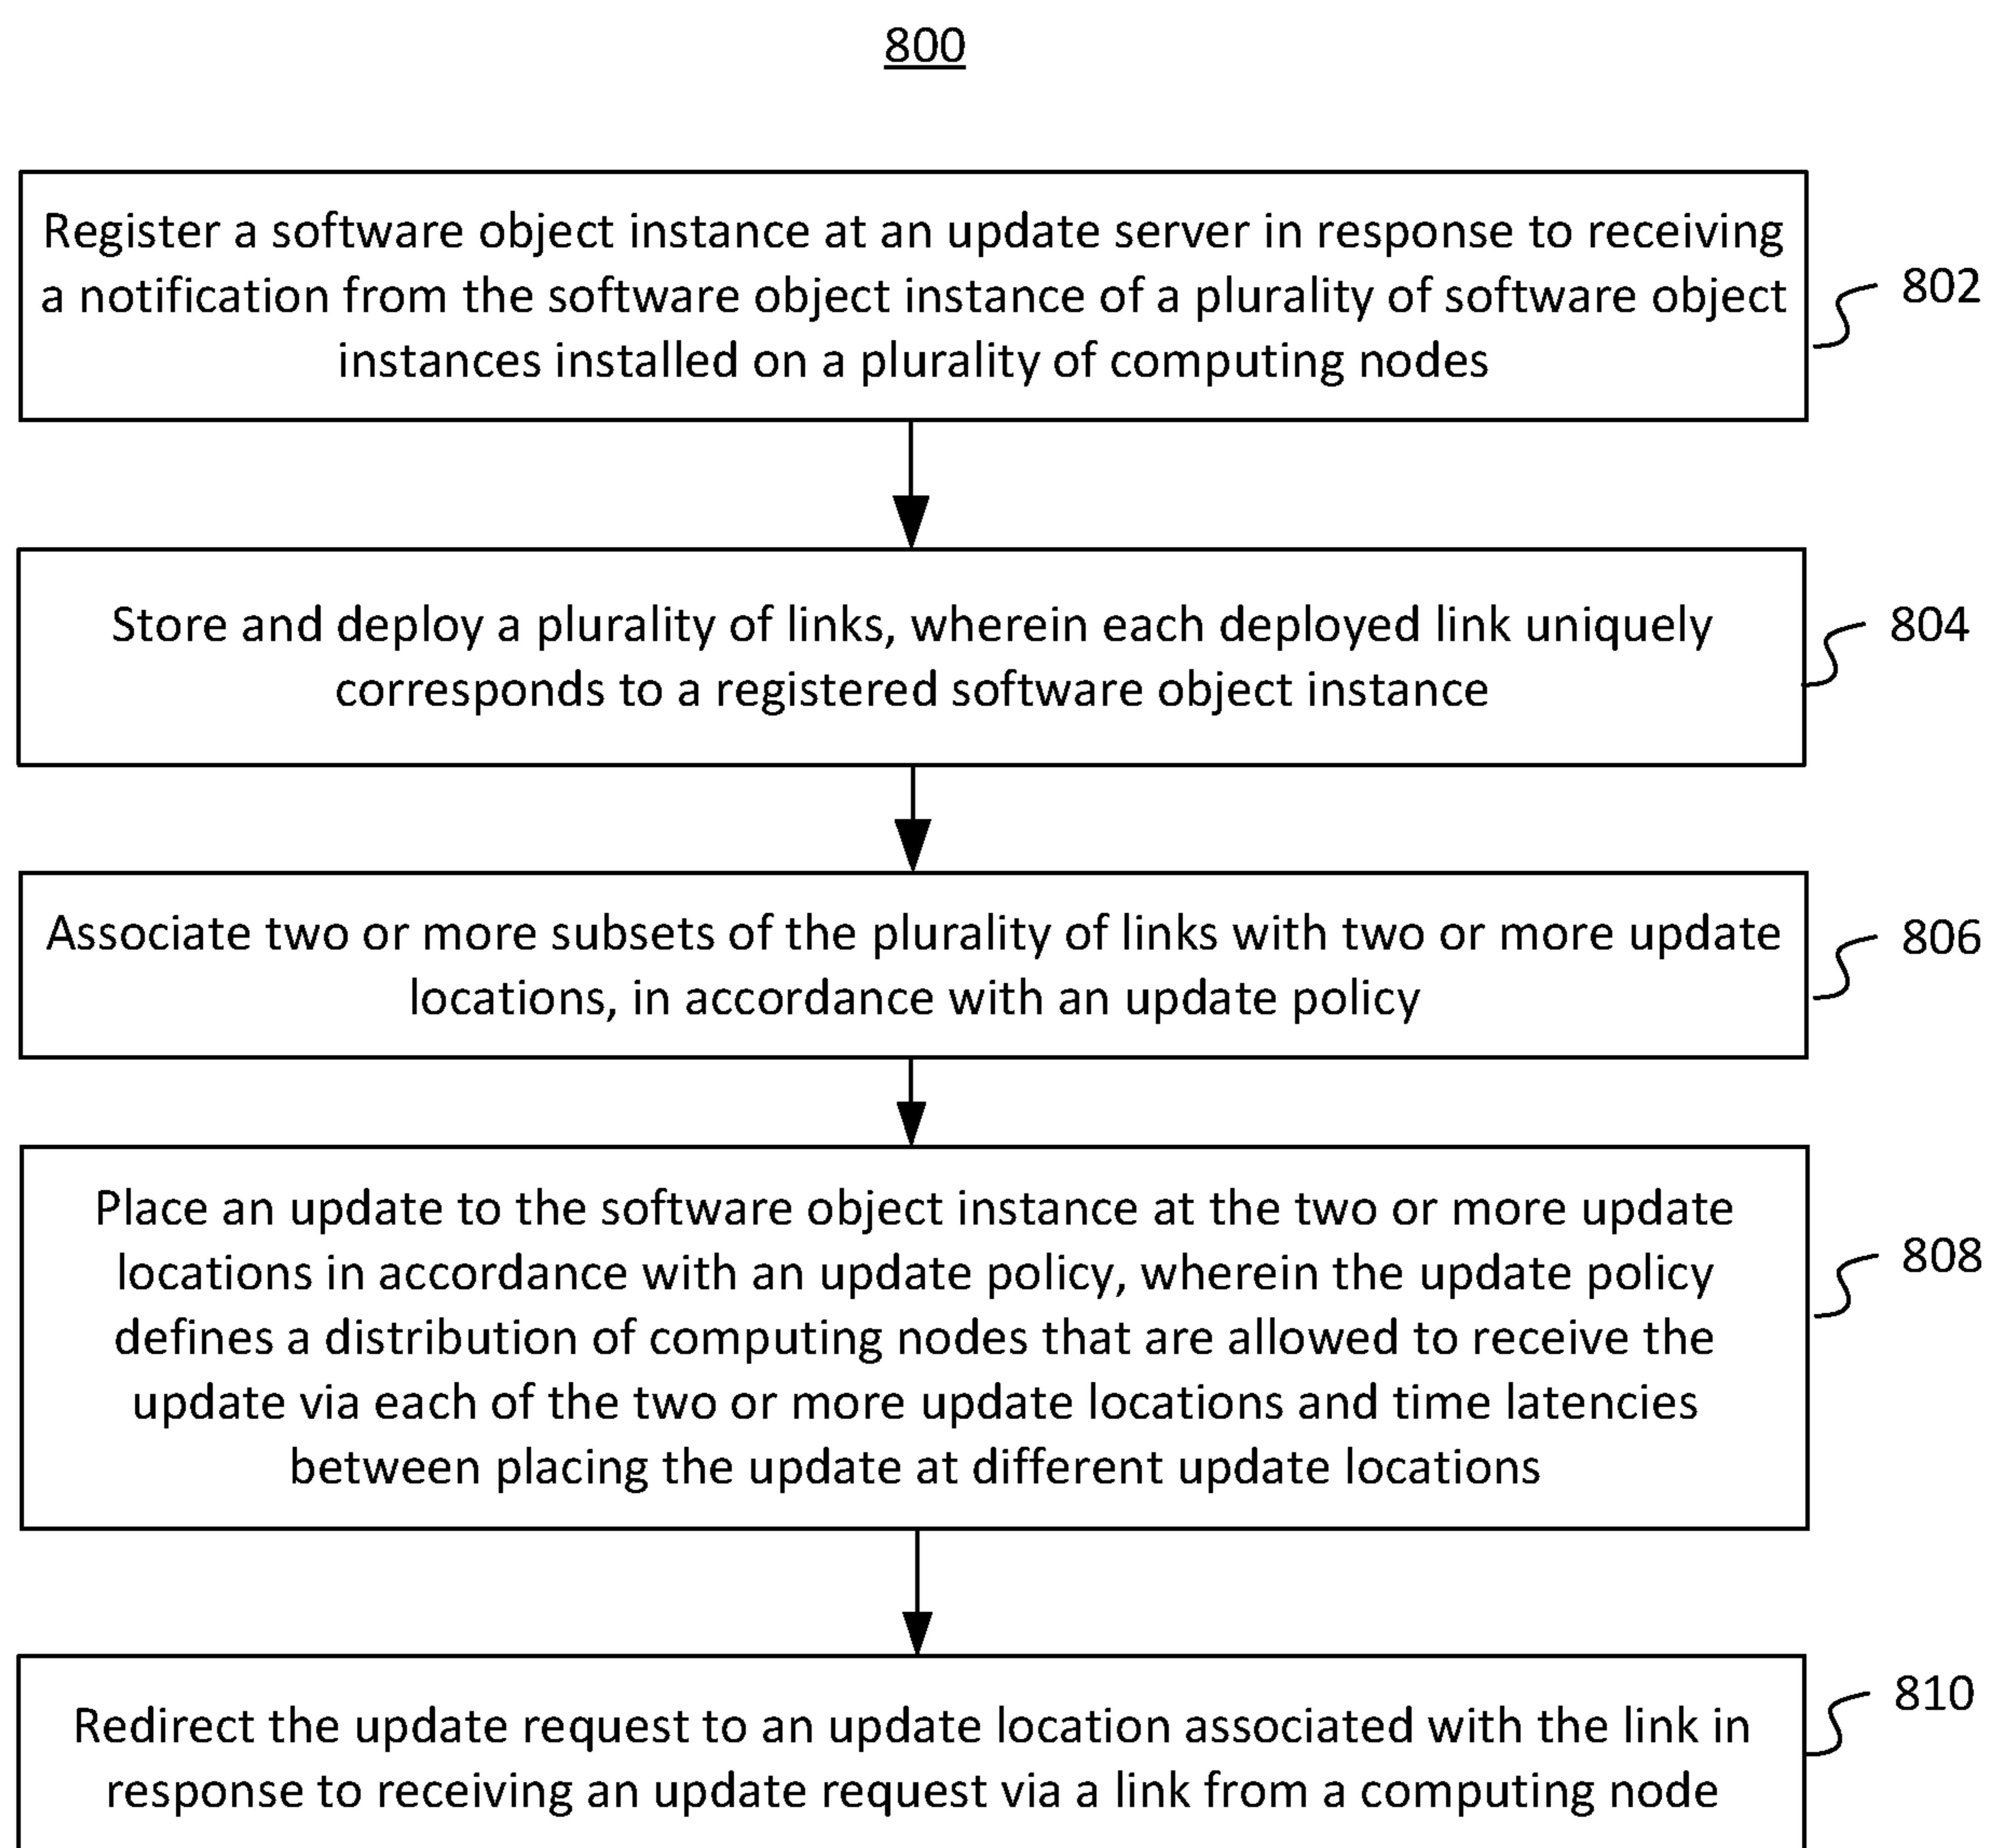 800
Register a software object instance at an update server in response to receiving
a notification from the software object instance of a plurality of software object
instances installed on a plurality of computing nodes
802
Store and deploy a plurality of links, wherein each deployed link uniquely
corresponds to a registered software object instance
804
Associate two or more subsets of the plurality of links with two or more update
locations, in accordance with an update policy
806
Place an update to the software object instance at the two or more update
locations in accordance with an update policy, wherein the update policy
defines a distribution of computing nodes that are allowed to receive the
update via each of the two or more update locations and time latencies
between placing the update at different update locations
808
Redirect the update request to an update location associated with the link in
response to receiving an update request via a link from a computing node
810